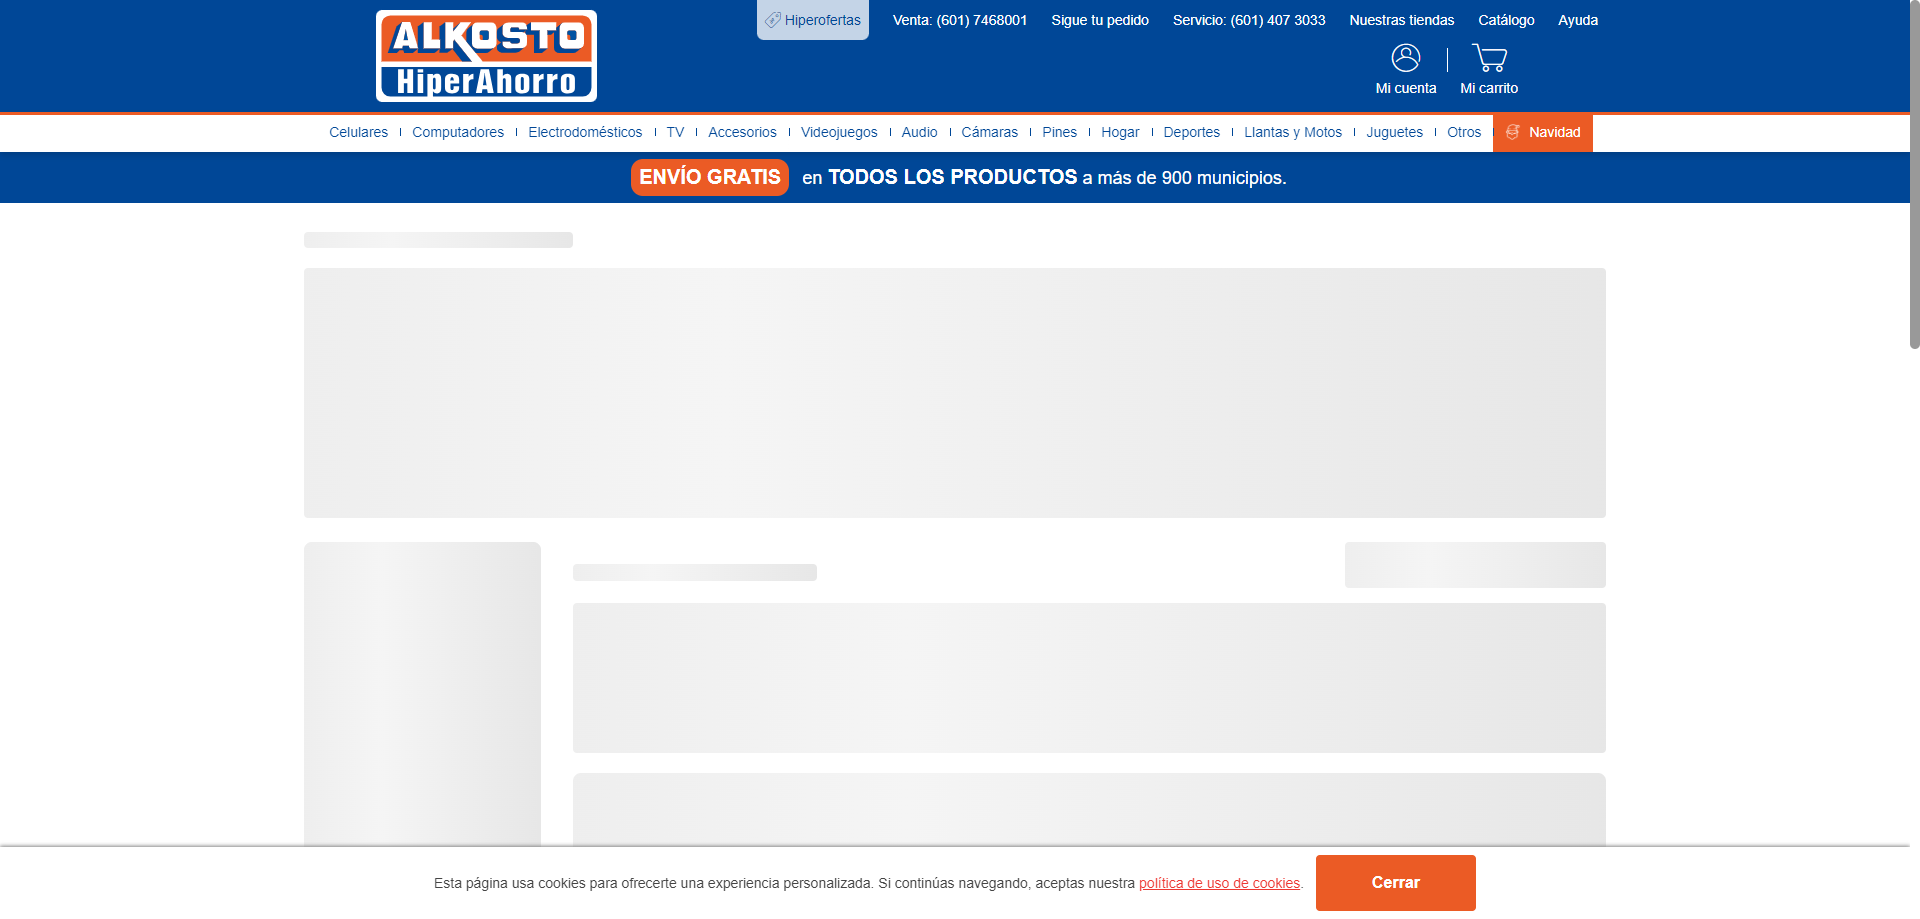 ALKOSTO
HiperAhorro
Hiperofertas
Venta: (601) 7468001
Sigue tu pedido
Servicio: (601) 407 3033
Nuestras tiendas
Catálogo
Ayuda
Mi cuenta
Mi carrito
Celulares
Computadores
Electrodomésticos
TV
Accesorios
Videojuegos
Audio
Cámaras
Pines
Hogar
Deportes
Llantas y Motos
Juguetes
Otros
Navidad
ENVÍO GRATIS en TODOS LOS PRODUCTOS a más de 900 municipios.
Esta página usa cookies para ofrecerte una experiencia personalizada. Si continúas navegando, aceptas nuestra política de uso de cookies.
Cerrar